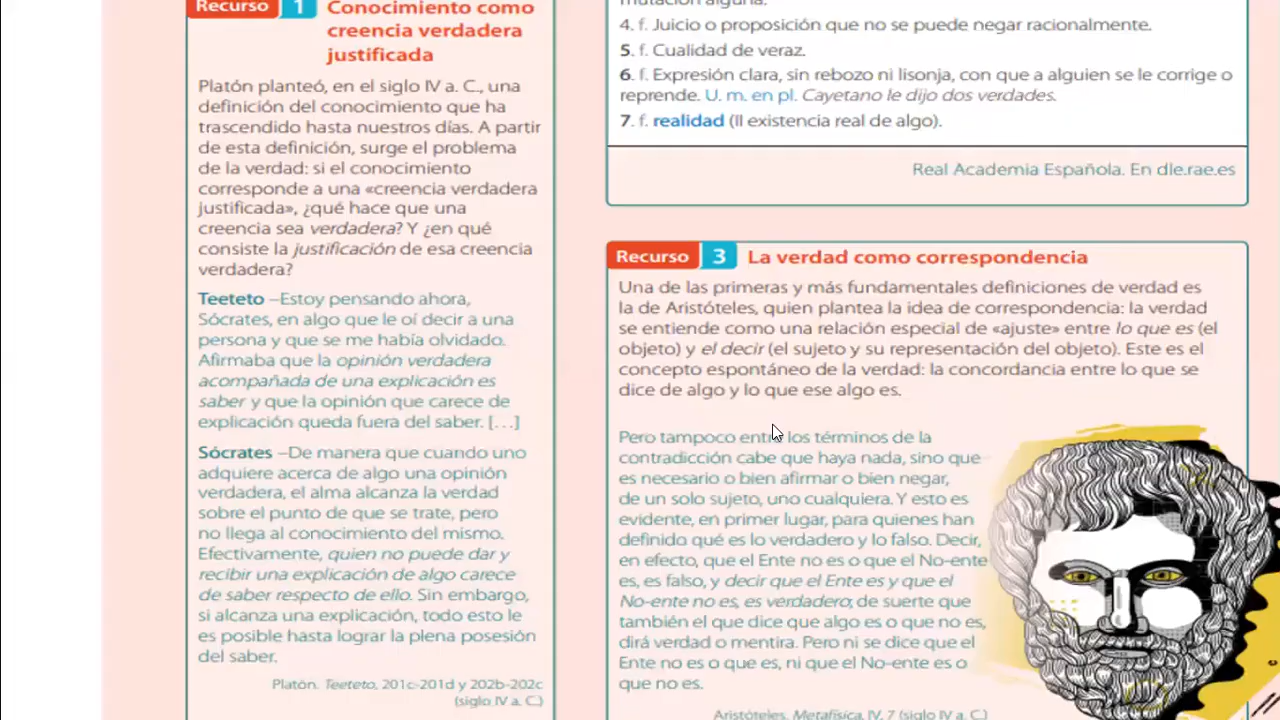 Recurso 1 Conocimiento como
creencia verdadera
justificada
Platón planteó, en el siglo IV a. C., una
definición del conocimiento que ha
trascendido hasta nuestros días. A partir
de esta definición, surge el problema
de la verdad: si el conocimiento
corresponde a una «creencia verdadera
justificada», ¿qué hace que una
creencia sea verdadera? Y ¿en qué
consiste la justificación de esa creencia
verdadera?
Teeteto –Estoy pensando ahora,
Sócrates, en algo que le oí decir a una
persona y que se me había olvidado.
Afirmaba que la opinión verdadera
acompañada de una explicación es
saber y que la opinión que carece de
explicación queda fuera del saber. […]
Sócrates –De manera que cuando uno
adquiere acerca de algo una opinión
verdadera, el alma alcanza la verdad
sobre el punto de que se trate, pero
no llega al conocimiento del mismo.
Efectivamente, quien no puede dar y
recibir una explicación de algo carece
de saber respecto de ello. Sin embargo,
si alcanza una explicación, todo esto le
es posible hasta lograr la plena posesión
del saber.
Platón. Teeteto, 201c-201d y 202b-202c
(siglo IV a. C.)
mutación alguna.
4. f. Juicio o proposición que no se puede negar racionalmente.
5. f. Cualidad de veraz.
6. f. Expresión clara, sin rebozo ni lisonja, con que a alguien se le corrige o
reprende. U. m. en pl. Cayetano le dijo dos verdades.
7. f. realidad (II existencia real de algo).
Real Academia Española. En dle.rae.es
Recurso 3 La verdad como correspondencia
Una de las primeras y más fundamentales definiciones de verdad es
la de Aristóteles, quien plantea la idea de correspondencia: la verdad
se entiende como una relación especial de «ajuste» entre lo que es (el
objeto) y el decir (el sujeto y su representación del objeto). Este es el
concepto espontáneo de la verdad: la concordancia entre lo que se
dice de algo y lo que ese algo es.
Pero tampoco entre los términos de la
contradicción cabe que haya nada, sino que
es necesario o bien afirmar o bien negar,
de un solo sujeto, uno cualquiera. Y esto es
evidente, en primer lugar, para quienes han
definido qué es lo verdadero y lo falso. Decir,
en efecto, que el Ente no es o que el No-ente
es, es falso, y decir que el Ente es y que el
No-ente no es, es verdadero; de suerte que
también el que dice que algo es o que no es,
dirá verdad o mentira. Pero ni se dice que el
Ente no es o que es, ni que el No-ente es o
que no es.
Aristóteles. Metafísica, IV, 7 (siglo IV a. C.)